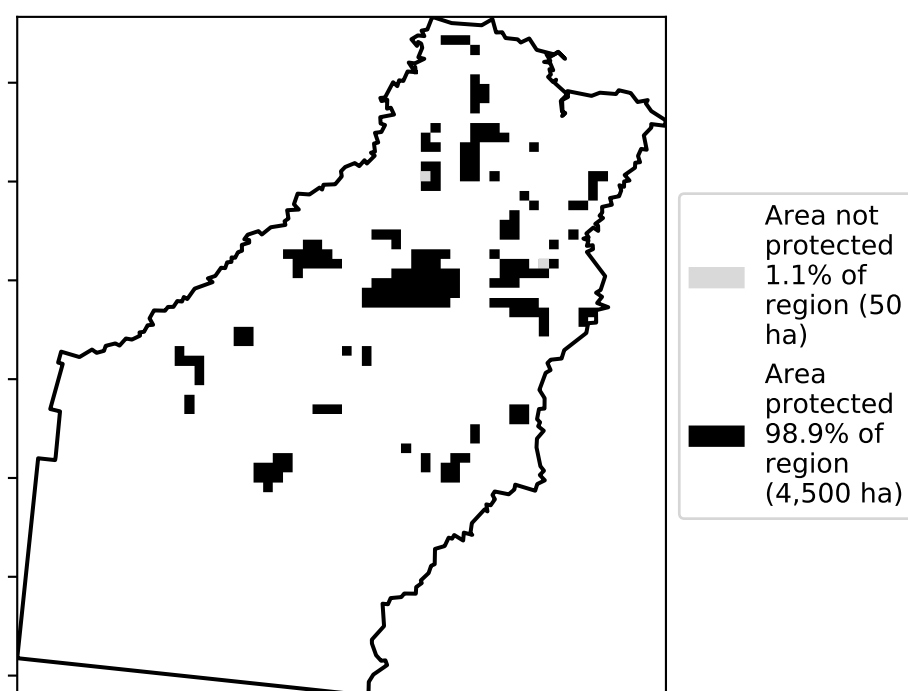 Area not
protected
1.1% of
region (50
ha)
Area
protected
98.9% of
region
(4,500 ha)